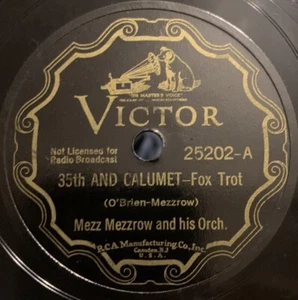 "HIS MASTER'S VOICE"
VICTOR
Not Licensed for
Radio Broadcast
25202-A
35th AND CALUMET—Fox Trot
(O'Brien-Mezzrow)
Mezz Mezzrow and his Orch.
R.C.A. Manufacturing Co., Inc.
Camden, N.J.
U.S.A.